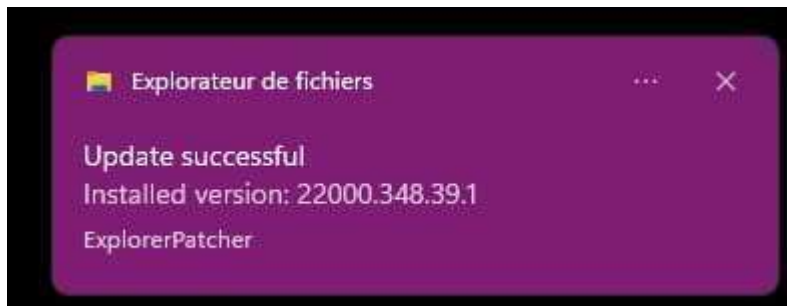 Explorateur de fichiers
Update successful
Installed version: 22000.348.39.1
ExplorerPatcher